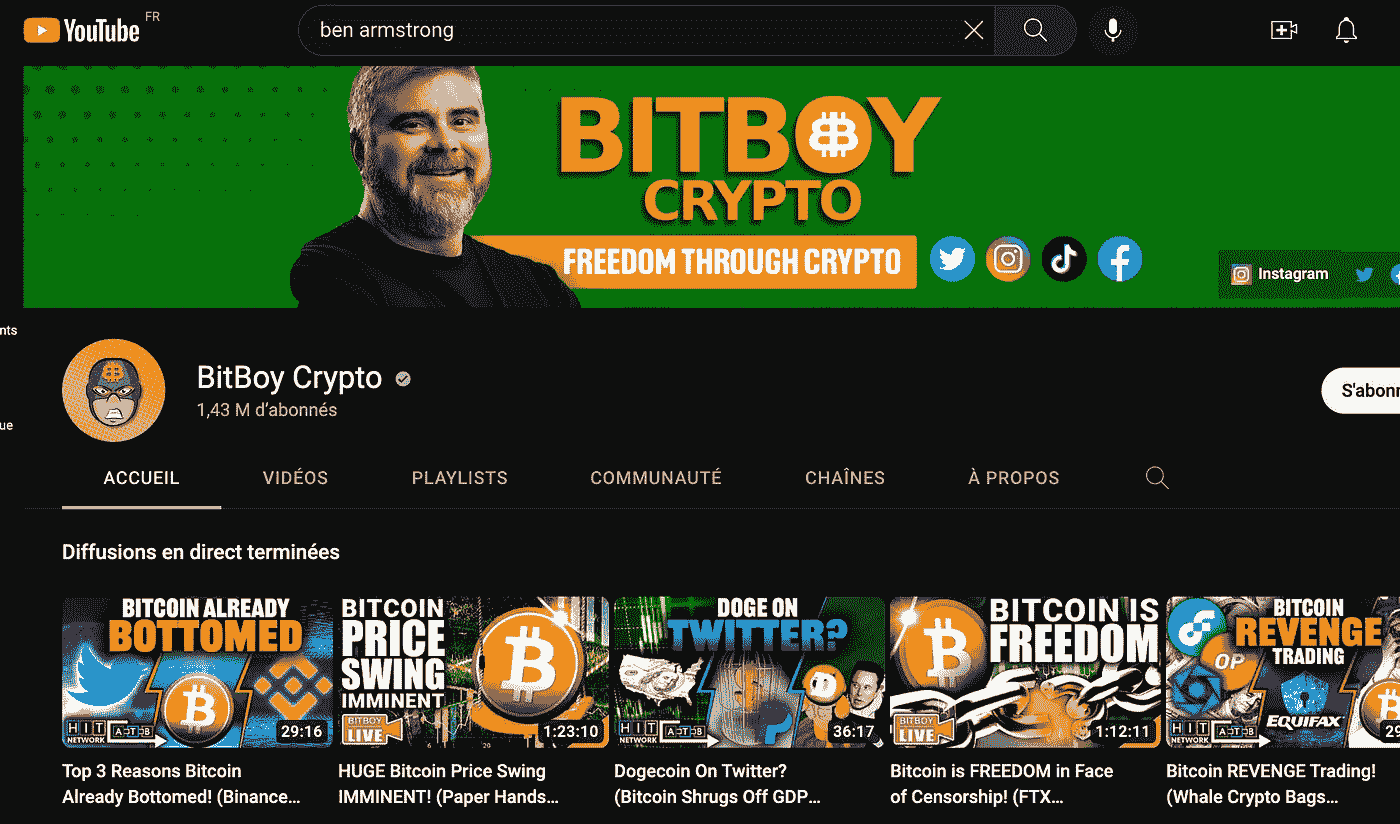 YouTube FR
ben armstrong
BITBOY
CRYPTO
FREEDOM THROUGH CRYPTO
Instagram
nts
BitBoy Crypto
1,43 M d'abonnés
S'abonn
ue
ACCUEIL VIDÉOS PLAYLISTS COMMUNAUTÉ CHAÎNES À PROPOS
Diffusions en direct terminées
BITCOIN ALREADY
BOTTOMED
HIT
NETWORK
29:16
BITCOIN
PRICE
SWING
IMMINENT
BITBOY
LIVE
1:23:10
DOGE ON
TWITTER?
HIT
NETWORK
36:17
BITCOIN IS
FREEDOM
BITBOY
LIVE
1:12:11
BITCOIN
REVENGE
TRADING
OP
EQUIFAX
HIT
NETWORK
29
Top 3 Reasons Bitcoin
Already Bottomed! (Binance...
HUGE Bitcoin Price Swing
IMMINENT! (Paper Hands...
Dogecoin On Twitter?
(Bitcoin Shrugs Off GDP...
Bitcoin is FREEDOM in Face
of Censorship! (FTX...
Bitcoin REVENGE Trading!
(Whale Crypto Bags...